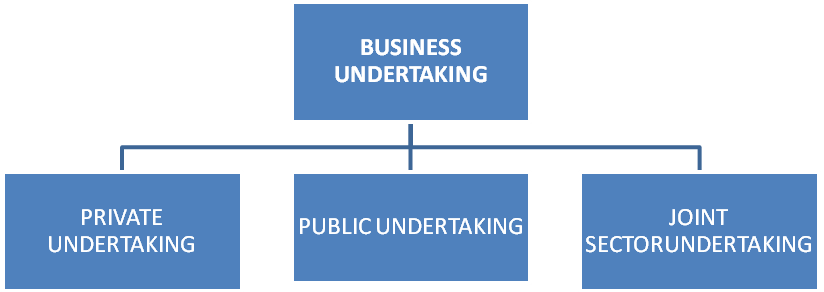 BUSINESS
UNDERTAKING
PRIVATE
UNDERTAKING
PUBLIC UNDERTAKING
JOINT
SECTORUNDERTAKING